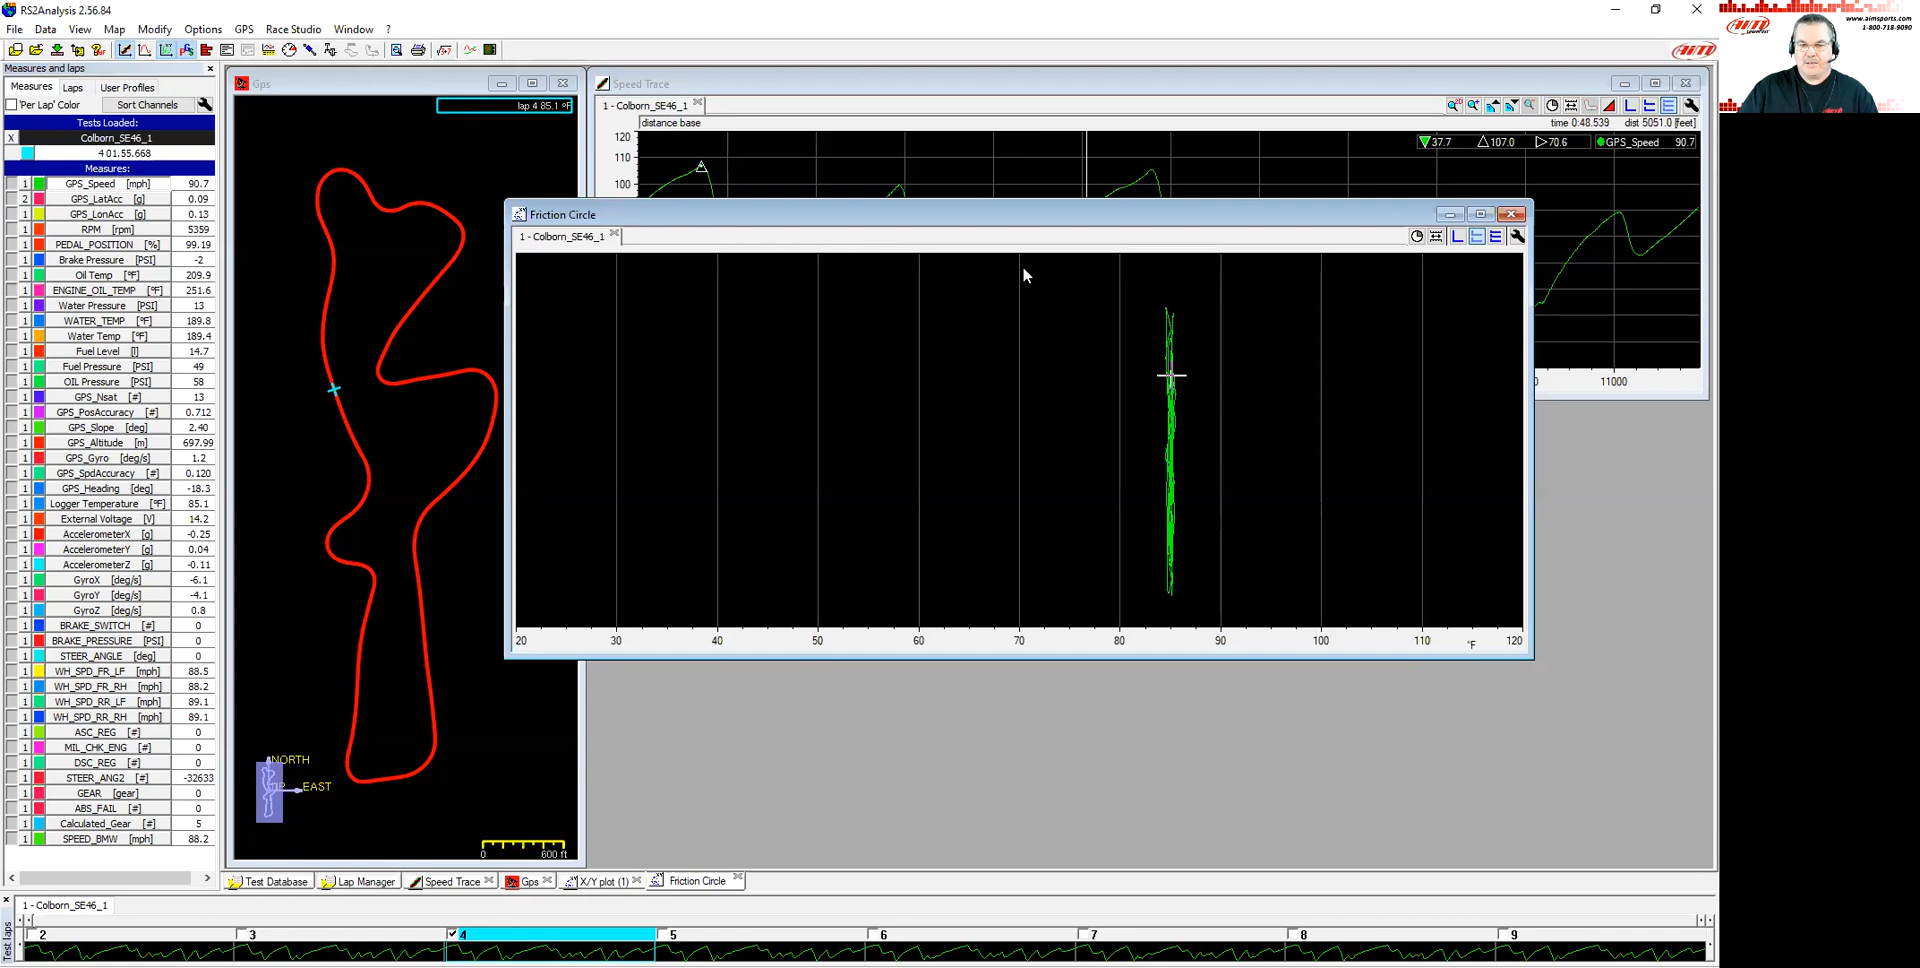 RS2Analysis 2.56.84
File Data View Map Modify Options GPS Race Studio Window ?
AiM
Measures and laps
Measures Laps User Profiles
'Per Lap' Color Sort Channels
Tests Loaded:
X Colborn_SE46_1
4 01.55.668
Measures:
1 GPS_Speed [mph] 90.7
2 GPS_LatAcc [g] 0.09
1 GPS_LonAcc [g] 0.13
1 RPM [rpm] 5359
1 PEDAL_POSITION [%] 99.19
1 Brake Pressure [PSI] -2
1 Oil Temp [°F] 209.9
1 ENGINE_OIL_TEMP [°F] 251.6
1 Water Pressure [PSI] 13
1 WATER_TEMP [°F] 189.8
1 Water Temp [°F] 189.4
1 Fuel Level [l] 14.7
1 Fuel Pressure [PSI] 49
1 OIL Pressure [PSI] 58
1 GPS_Nsat [#] 13
1 GPS_PosAccuracy [#] 0.712
1 GPS_Slope [deg] 2.40
1 GPS_Altitude [m] 697.99
1 GPS_Gyro [deg/s] 1.2
1 GPS_SpdAccuracy [#] 0.120
1 GPS_Heading [deg] -18.3
1 Logger Temperature [°F] 85.1
1 External Voltage [V] 14.2
1 AccelerometerX [g] -0.25
1 AccelerometerY [g] 0.04
1 AccelerometerZ [g] -0.11
1 GyroX [deg/s] -6.1
1 GyroY [deg/s] -4.1
1 GyroZ [deg/s] 0.8
1 BRAKE_SWITCH [#] 0
1 BRAKE_PRESSURE [PSI] 0
1 STEER_ANGLE [deg] 0
1 WH_SPD_FR_LF [mph] 88.5
1 WH_SPD_FR_RH [mph] 88.2
1 WH_SPD_RR_LF [mph] 89.1
1 WH_SPD_RR_RH [mph] 89.1
1 ASC_REG [#] 0
1 MIL_CHK_ENG [#] 0
1 DSC_REG [#] 0
1 STEER_ANG2 [#] -32633
1 GEAR [gear] 0
1 ABS_FAIL [#] 0
1 Calculated_Gear [#] 5
1 SPEED_BMW [mph] 88.2
Gps
lap 4 85.1 °F
NORTH
UP EAST
0 600 ft
Speed Trace
1 - Colborn_SE46_1
distance base time 0:48.539 dist 5051.0 [feet]
37.7 107.0 70.6 GPS_Speed 90.7
120
110
100
11000
Friction Circle
1 - Colborn_SE46_1
20 30 40 50 60 70 80 90 100 110 120
°F
Test Database Lap Manager Speed Trace Gps X/Y plot (1) Friction Circle
1 - Colborn_SE46_1
Test laps
2 3 4 5 6 7 8 9
AiM
www.aimsports.com
1-800-718-9090